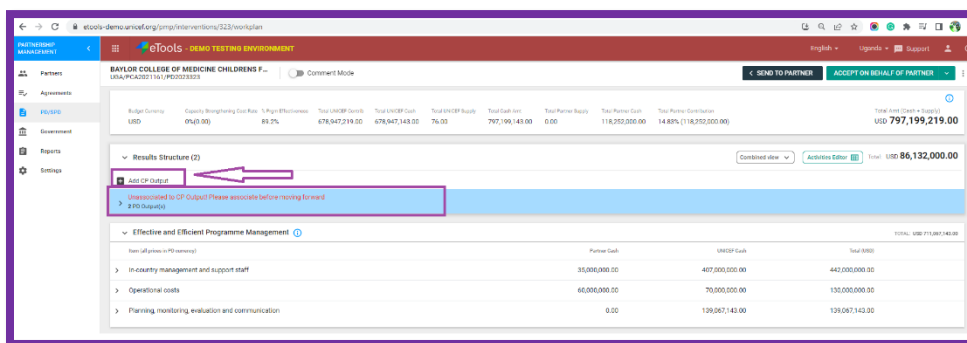 etools-demo.unicef.org/pmp/interventions/323/workplan
PARTNERSHIP MANAGEMENT
eTools - DEMO TESTING ENVIRONMENT
English
Uganda
Support
Partners
Agreements
PD/SPD
Government
Reports
Settings
BAYLOR COLLEGE OF MEDICINE CHILDRENS F...
UGA/PCA2021161/PD2023323
Comment Mode
< SEND TO PARTNER
ACCEPT ON BEHALF OF PARTNER
Budget Currency Capacity Strengthening Cost Rate % Prgm Effectiveness Total UNICEF Contrib Total UNICEF Cash Total UNICEF Supply Total Cash Amt Total Partner Supply Total Partner Cash Total Partner Contribution Total Amt (Cash + Supply)
USD 0%(0.00) 89.2% 678,947,219.00 678,947,143.00 76.00 797,199,143.00 0.00 118,252,000.00 14.83% (118,252,000.00) USD 797,199,219.00
Results Structure (2)
Combined view
Activities Editor
Total USD 86,132,000.00
Add CP Output
Unassociated to CP Output! Please associate before moving forward
2 PD Output(s)
Effective and Efficient Programme Management
TOTAL: USD 711,067,143.00
Item (all prices in PD currency) Partner Cash UNICEF Cash Total (USD)
In-country management and support staff 35,000,000.00 407,000,000.00 442,000,000.00
Operational costs 60,000,000.00 70,000,000.00 130,000,000.00
Planning, monitoring, evaluation and communication 0.00 139,067,143.00 139,067,143.00